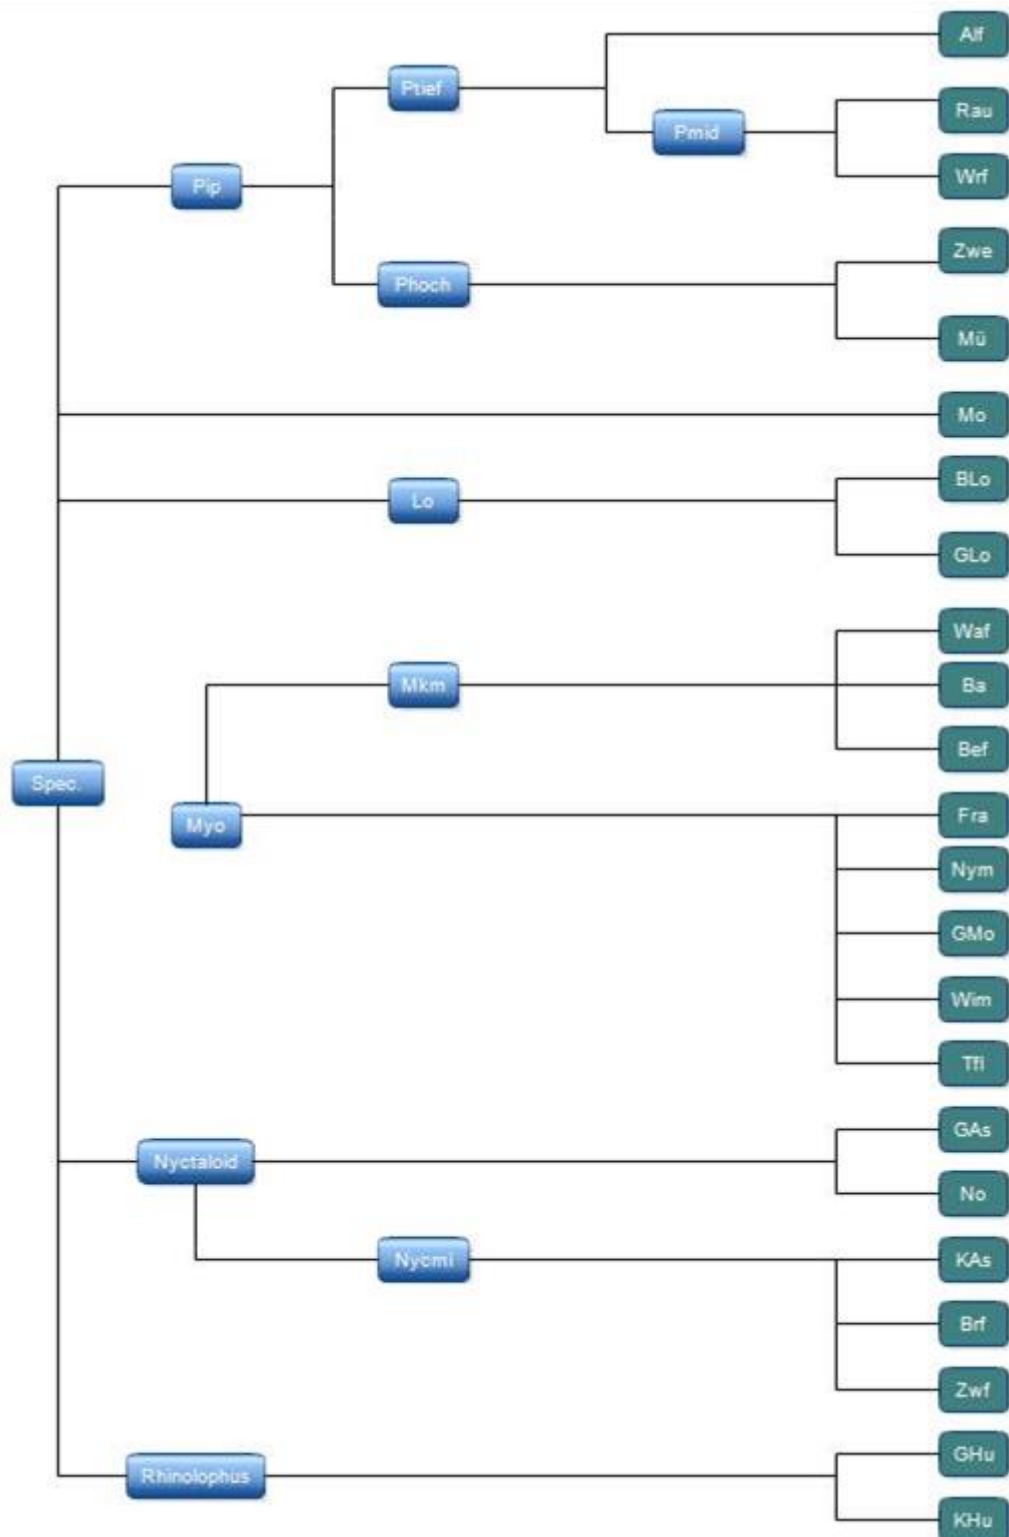 Alf
Ptief
Rau
Pmid
Wrf
Pip
Zwe
Phoch
Mü
Mo
BLo
Lo
GLo
Waf
Mkm
Ba
Bef
Spec.
Myo
Fra
Nym
GMo
Wim
Tfl
GAs
Nyctaloid
No
Nycmi
KAs
Brf
Zwf
GHu
Rhinolophus
KHu